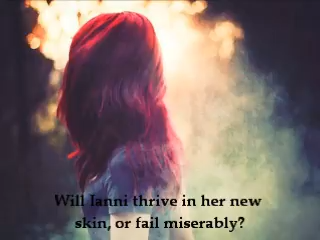 Will Ianni thrive in her new
skin, or fail miserably?